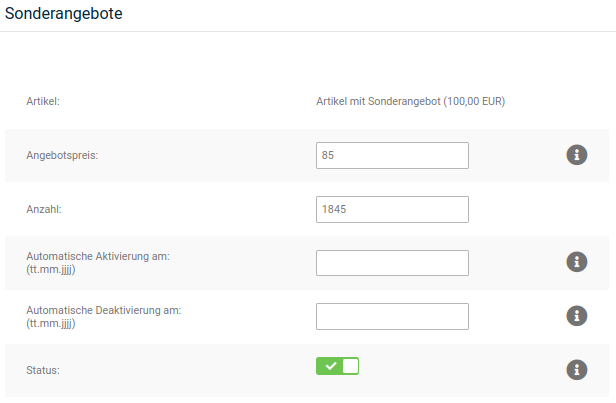 Sonderangebote
Artikel: Artikel mit Sonderangebot (100,00 EUR)
Angebotspreis: 85
Anzahl: 1845
Automatische Aktivierung am:
(tt.mm.jjjj)
Automatische Deaktivierung am:
(tt.mm.jjjj)
Status: